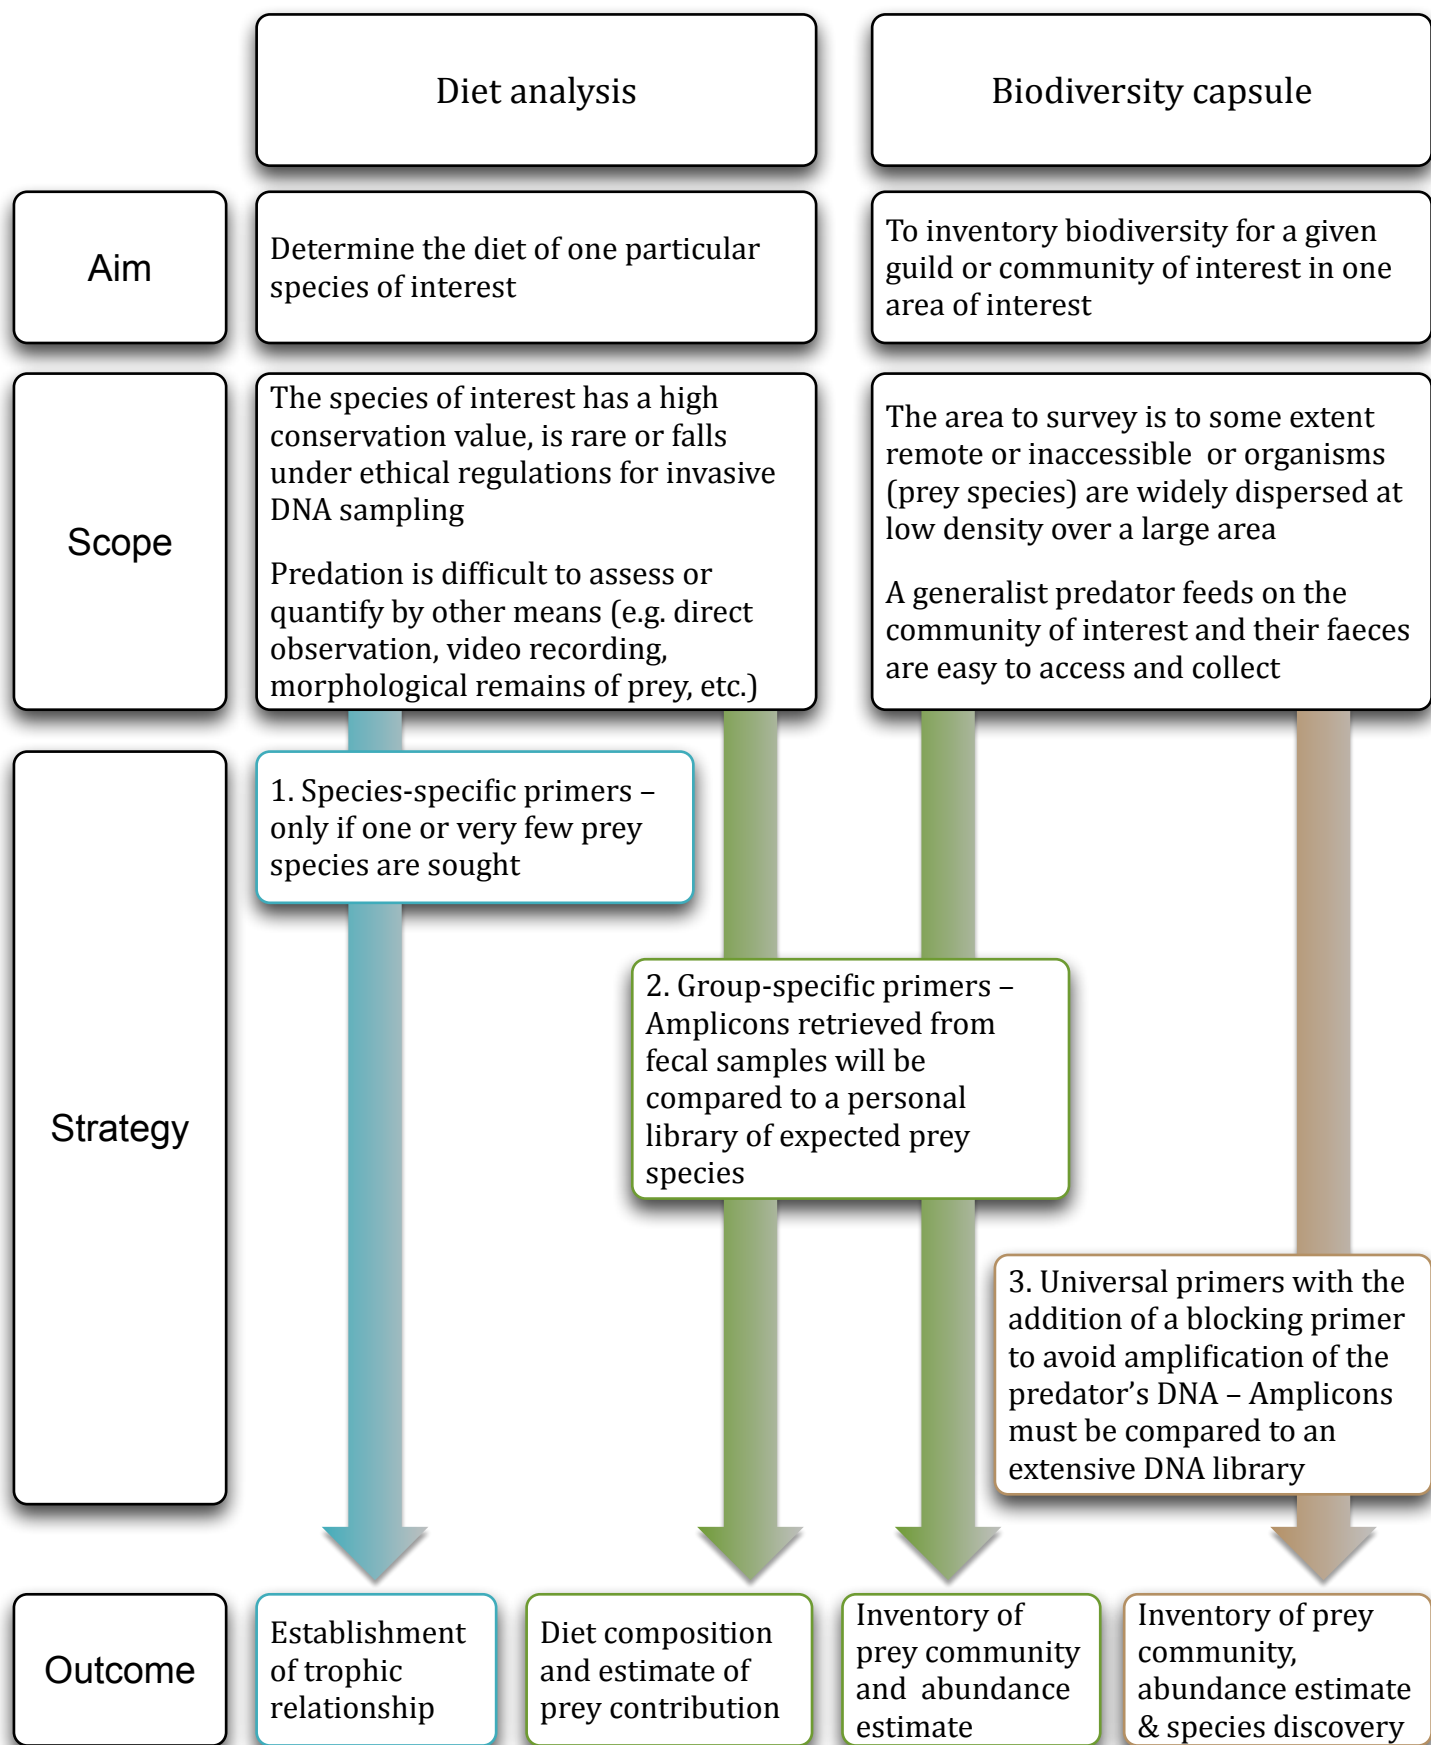 Diet analysis
Biodiversity capsule
Aim
Determine the diet of one particular
species of interest
To inventory biodiversity for a given
guild or community of interest in one
area of interest
Scope
The species of interest has a high
conservation value, is rare or falls
under ethical regulations for invasive
DNA sampling
Predation is difficult to assess or
quantify by other means (e.g. direct
observation, video recording,
morphological remains of prey, etc.)
The area to survey is to some extent
remote or inaccessible or organisms
(prey species) are widely dispersed at
low density over a large area
A generalist predator feeds on the
community of interest and their faeces
are easy to access and collect
Strategy
1. Species-specific primers –
only if one or very few prey
species are sought
2. Group-specific primers –
Amplicons retrieved from
fecal samples will be
compared to a personal
library of expected prey
species
3. Universal primers with the
addition of a blocking primer
to avoid amplification of the
predator’s DNA – Amplicons
must be compared to an
extensive DNA library
Outcome
Establishment
of trophic
relationship
Diet composition
and estimate of
prey contribution
Inventory of
prey community
and abundance
estimate
Inventory of prey
community,
abundance estimate
& species discovery